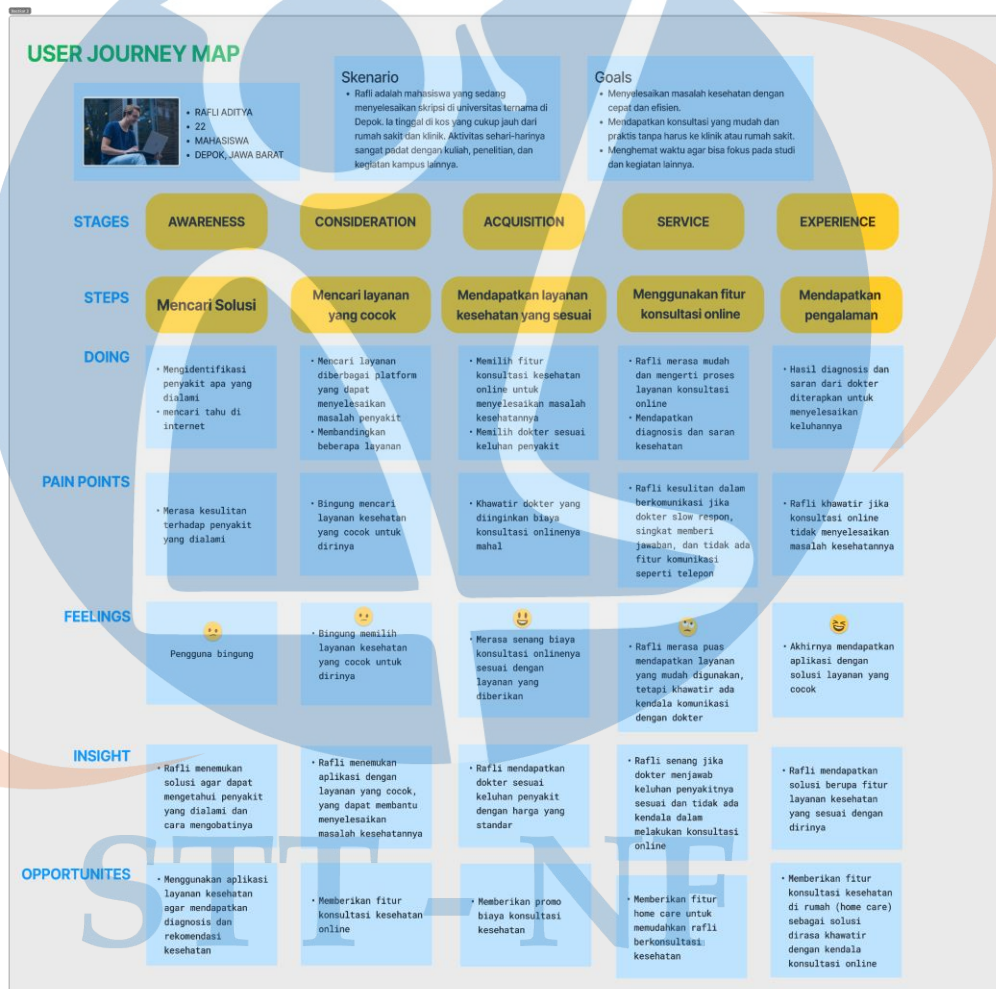 USER JOURNEY MAP
RAFLI ADITYA
22
MAHASISWA
DEPOK, JAWA BARAT
Skenario
Rafli adalah mahasiswa yang sedang
menyelesaikan skripsi di universitas ternama di
Depok. Ia tinggal di kos yang cukup jauh dari
rumah sakit dan klinik. Aktivitas sehari-harinya
sangat padat dengan kuliah, penelitian, dan
kegiatan kampus lainnya.
Goals
Menyelesaikan masalah kesehatan dengan
cepat dan efisien.
Mendapatkan konsultasi yang mudah dan
praktis tanpa harus ke klinik atau rumah sakit.
Menghemat waktu agar bisa fokus pada studi
dan kegiatan lainnya.
STAGES
AWARENESS
CONSIDERATION
ACQUISITION
SERVICE
EXPERIENCE
STEPS
Mencari Solusi
Mencari layanan
yang cocok
Mendapatkan layanan
kesehatan yang sesuai
Menggunakan fitur
konsultasi online
Mendapatkan
pengalaman
DOING
Mengidentifikasi
penyakit apa yang
dialami
mencari tahu di
internet
Mencari layanan
diberbagai platform
yang dapat
menyelesaikan
masalah penyakit
Membandingkan
beberapa layanan
Memilih fitur
konsultasi kesehatan
online untuk
menyelesaikan masalah
kesehatannya
Memilih dokter sesuai
keluhan penyakit
Rafli merasa mudah
dan mengerti proses
layanan konsultasi
online
Mendapatkan
diagnosis dan saran
kesehatan
Hasil diagnosis dan
saran dari dokter
diterapkan untuk
menyelesaikan
keluhannya
PAIN POINTS
Merasa kesulitan
terhadap penyakit
yang dialami
Bingung mencari
layanan kesehatan
yang cocok untuk
dirinya
Khawatir dokter yang
diinginkan biaya
konsultasi onlinenya
mahal
Rafli kesulitan dalam
berkomunikasi jika
dokter slow respon,
singkat memberi
jawaban, dan tidak ada
fitur komunikasi
seperti telepon
Rafli khawatir jika
konsultasi online
tidak menyelesaikan
masalah kesehatannya
FEELINGS
Pengguna bingung
Bingung memilih
layanan kesehatan
yang cocok untuk
dirinya
Merasa senang biaya
konsultasi onlinenya
sesuai dengan
layanan yang
diberikan
Rafli merasa puas
mendapatkan layanan
yang mudah digunakan,
tetapi khawatir ada
kendala komunikasi
dengan dokter
Akhirnya mendapatkan
aplikasi dengan
solusi layanan yang
cocok
INSIGHT
Rafli menemukan
solusi agar dapat
mengetahui penyakit
yang dialami dan
cara mengobatinya
Rafli menemukan
aplikasi dengan
layanan yang cocok,
yang dapat membantu
menyelesaikan
masalah kesehatannya
Rafli mendapatkan
dokter sesuai
keluhan penyakit
dengan harga yang
standar
Rafli senang jika
dokter menjawab
keluhan penyakitnya
sesuai dan tidak ada
kendala dalam
melakukan konsultasi
online
Rafli mendapatkan
solusi berupa fitur
layanan kesehatan
yang sesuai dengan
dirinya
OPPORTUNITES
Menggunakan aplikasi
layanan kesehatan
agar mendapatkan
diagnosis dan
rekomendasi
kesehatan
Memberikan fitur
konsultasi kesehatan
online
Memberikan promo
biaya konsultasi
kesehatan
Memberikan fitur
home care untuk
memudahkan rafli
berkonsultasi
kesehatan
Memberikan fitur
konsultasi kesehatan
di rumah (home care)
sebagai solusi
dirasa khawatir
dengan kendala
konsultasi online
STT - NF